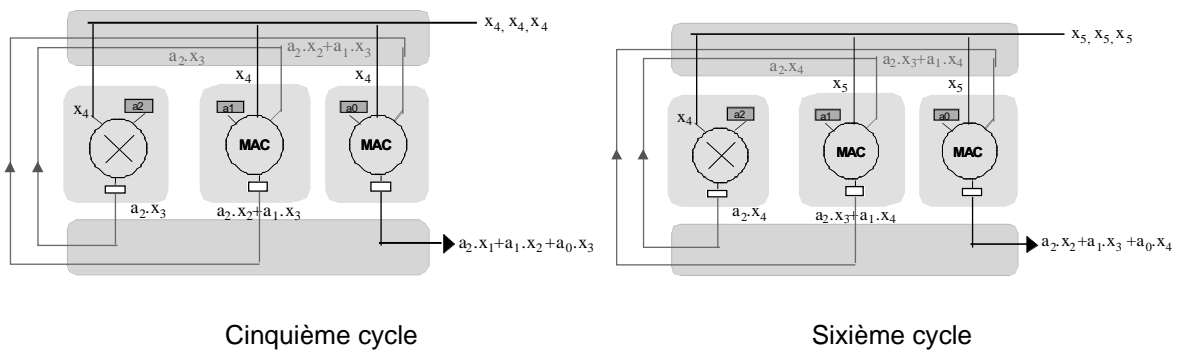 x₄, x₄, x₄
a₂.x₂+a₁.x₃
a₂.x₃
x₄
x₄
x₄
a2
a1
a0
MAC
MAC
a₂.x₃
a₂.x₂+a₁.x₃
a₂.x₁+a₁.x₂+a₀.x₃
Cinquième cycle
x₅, x₅, x₅
a₂.x₃+a₁.x₄
a₂.x₄
x₅
x₅
x₄
a2
a1
a0
MAC
MAC
a₂.x₄
a₂.x₃+a₁.x₄
a₂.x₂+a₁.x₃ +a₀.x₄
Sixième cycle